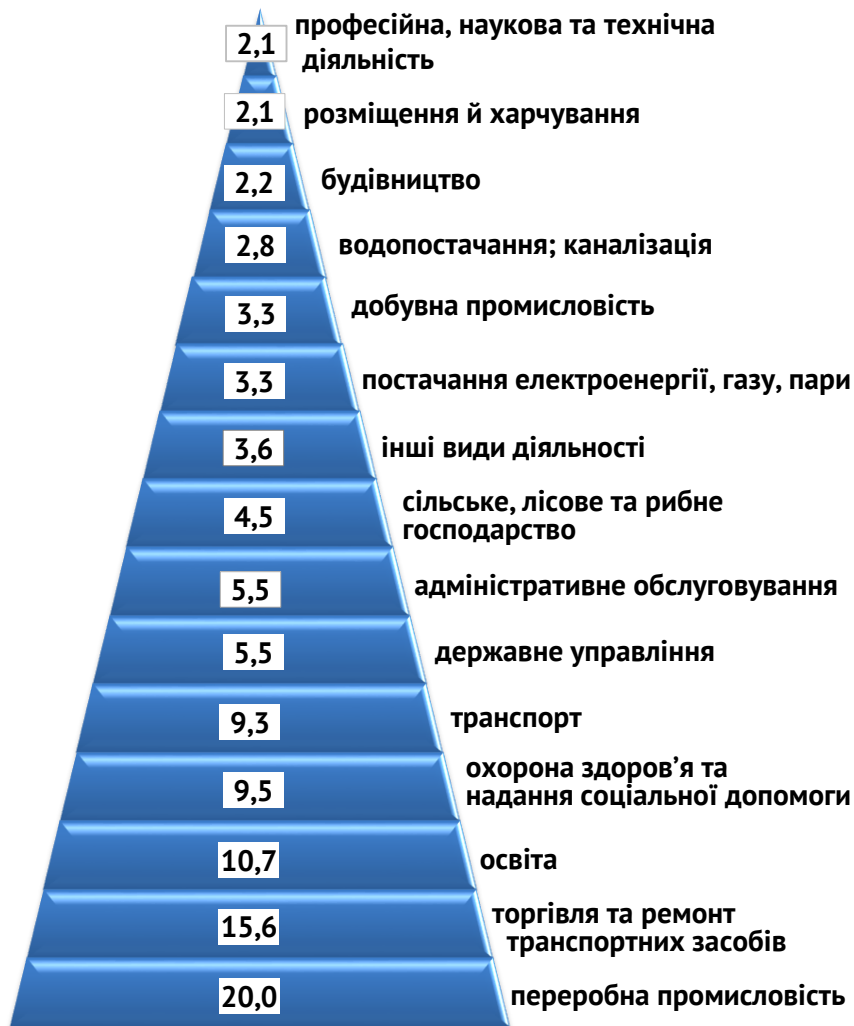 2,1 професійна, наукова та технічна
діяльність
2,1 розміщення й харчування
2,2 будівництво
2,8 водопостачання; каналізація
3,3 добувна промисловість
3,3 постачання електроенергії, газу, пари
3,6 інші види діяльності
4,5 сільське, лісове та рибне
господарство
5,5 адміністративне обслуговування
5,5 державне управління
9,3 транспорт
9,5 охорона здоров’я та
надання соціальної допомоги
10,7 освіта
15,6 торгівля та ремонт
транспортних засобів
20,0 переробна промисловість